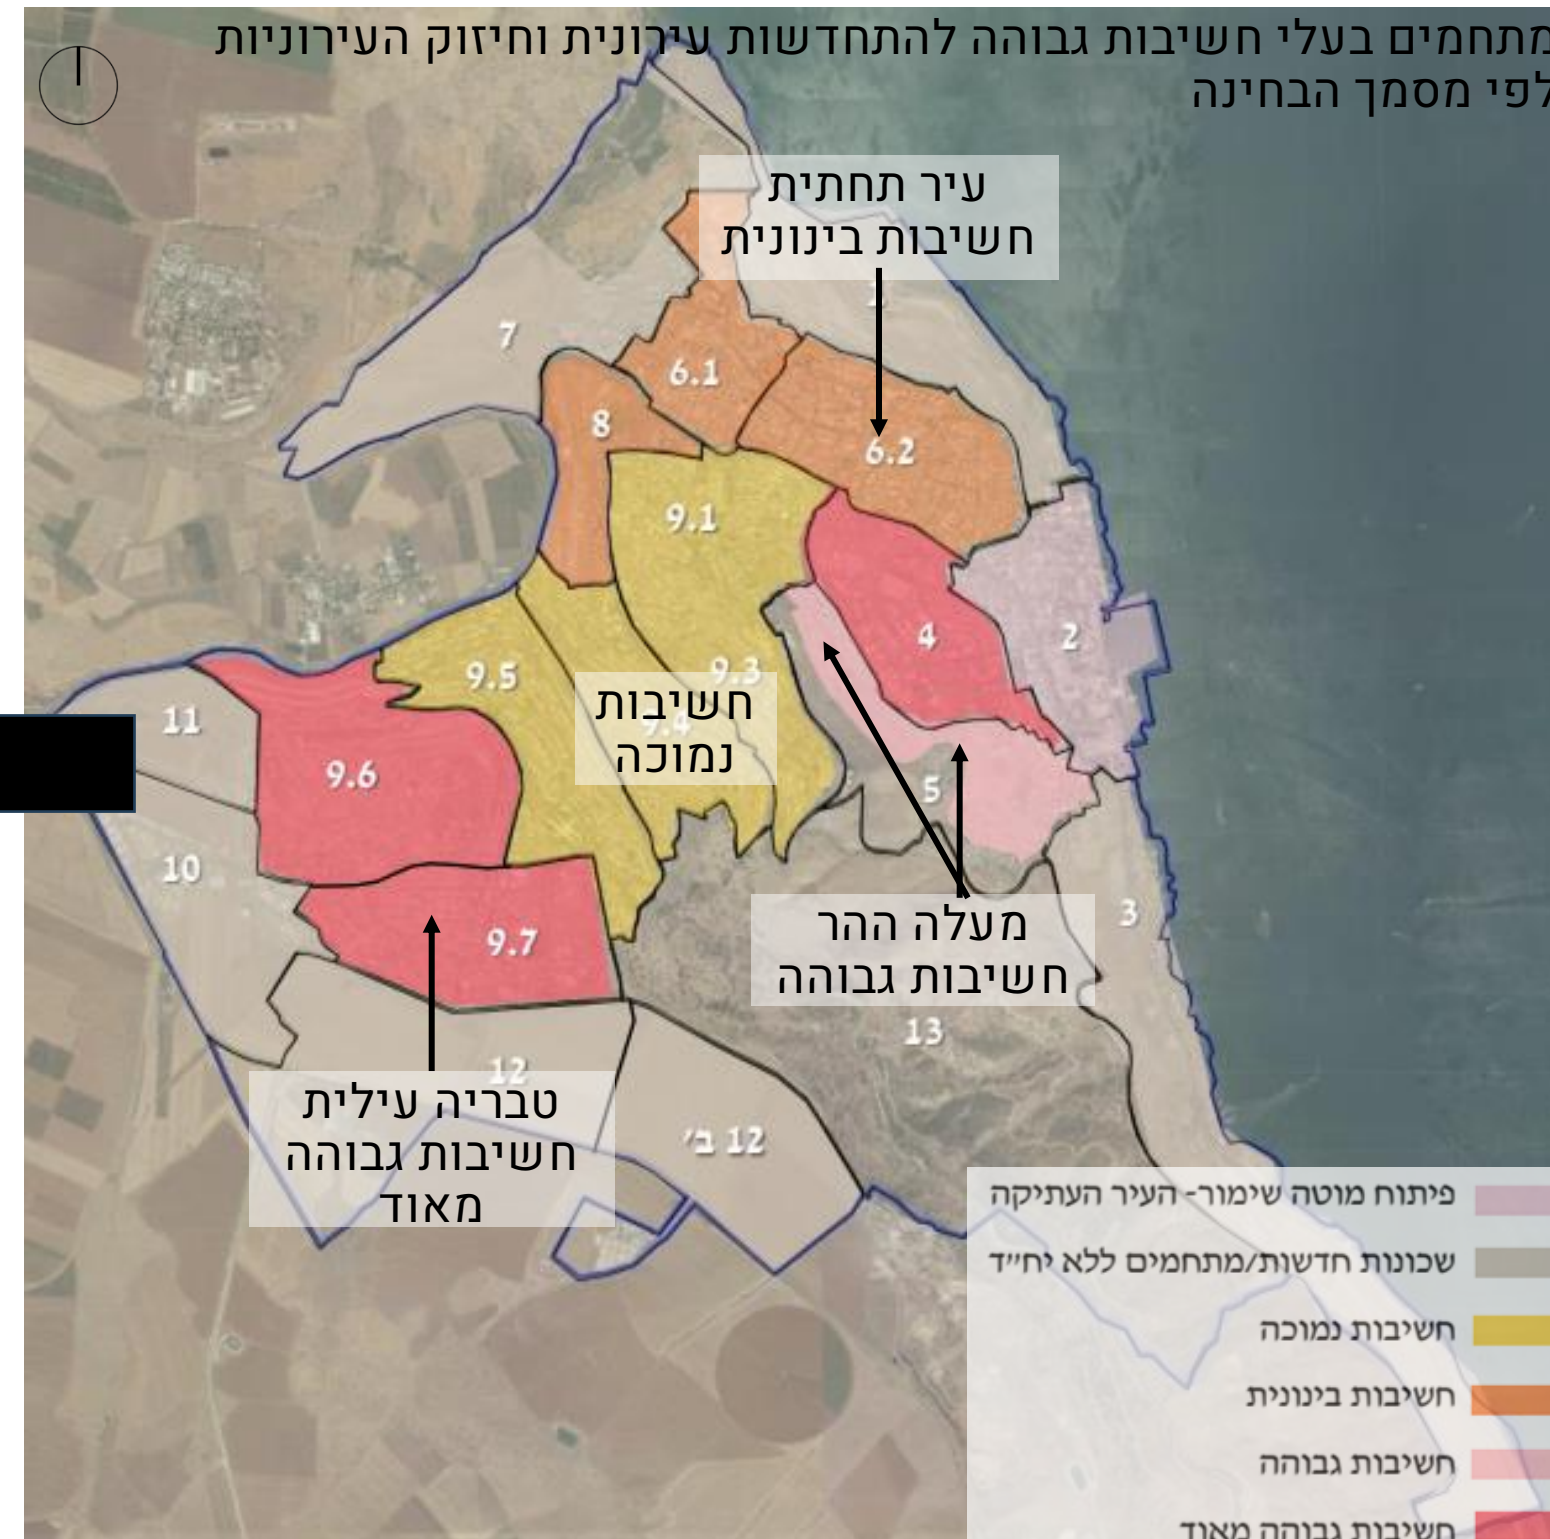 מתחמים בעלי חשיבות גבוהה להתחדשות עירונית וחיזוק העירוניות
לפי מסמך הבחינה
עיר תחתית
חשיבות בינונית
7
6.1
8
6.2
9.1
4
2
9.3
9.5
חשיבות
נמוכה
9.4
11
9.6
5
10
מעלה ההר
חשיבות גבוהה
3
9.7
13
12
טבריה עילית
חשיבות גבוהה
מאוד
12 ב'
פיתוח מוטה שימור- העיר העתיקה
שכונות חדשות/מתחמים ללא יח"ד
חשיבות נמוכה
חשיבות בינונית
חשיבות גבוהה
חשיבות גבוהה מאוד